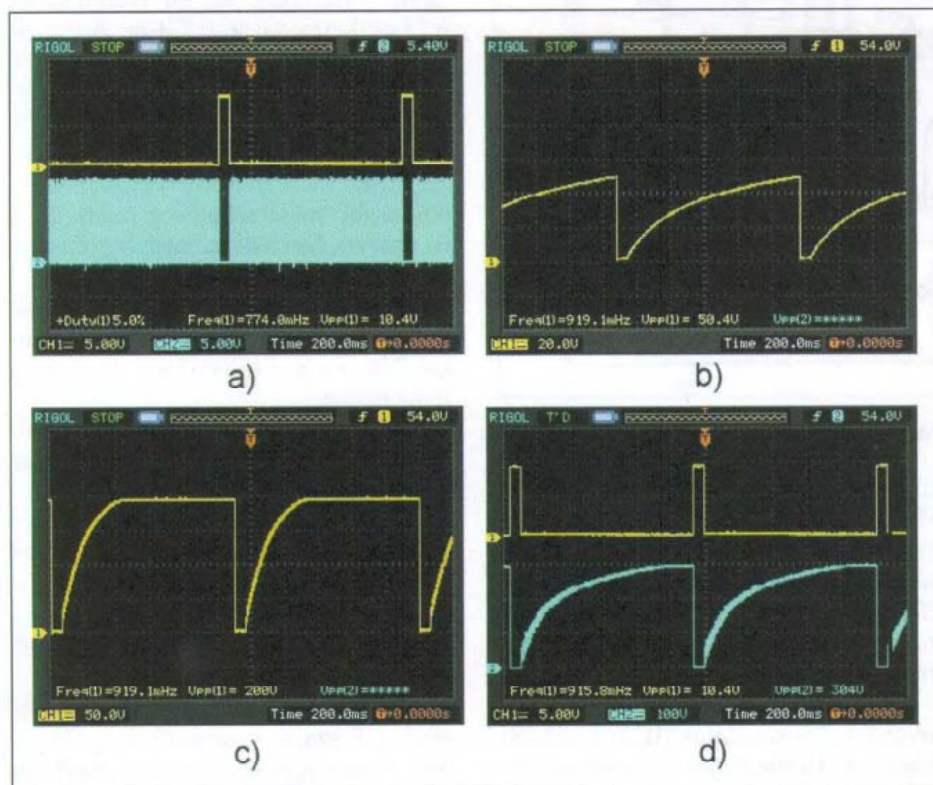 RIGOL STOP 2 5.40V
+Duty(1)5.0% Freq(1)=774.0mHz Vpp(1)= 10.4V
CH1= 5.00V CH2= 5.00V Time 200.0ms 0.0000s
a)
RIGOL STOP 1 54.0V
Freq(1)=919.1mHz Vpp(1)= 50.4V Vpp(2)=*****
CH1= 20.0V Time 200.0ms 0.0000s
b)
RIGOL STOP 1 54.0V
Freq(1)=919.1mHz Vpp(1)= 200V Vpp(2)=*****
CH1= 50.0V Time 200.0ms 0.0000s
c)
RIGOL T'D 2 54.0V
Freq(1)=915.8mHz Vpp(1)= 10.4V Vpp(2)= 304V
CH1= 5.00V CH2= 100V Time 200.0ms 0.0000s
d)